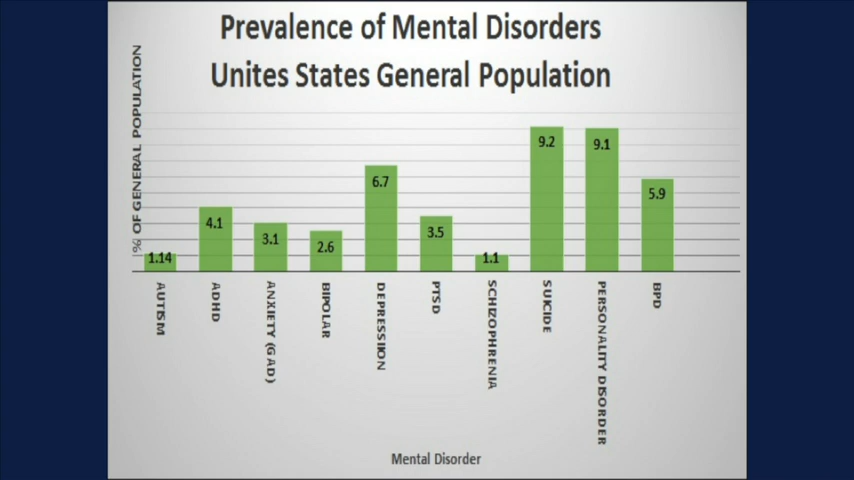 Prevalence of Mental Disorders
Unites States General Population
% OF GENERAL POPULATION
1.14
4.1
3.1
2.6
6.7
3.5
1.1
9.2
9.1
5.9
AUTISM
ADHD
ANXIETY (GAD)
BIPOLAR
DEPRESSION
PTSD
SCHIZOPHRENIA
SUICIDE
PERSONALITY DISORDER
BPD
Mental Disorder